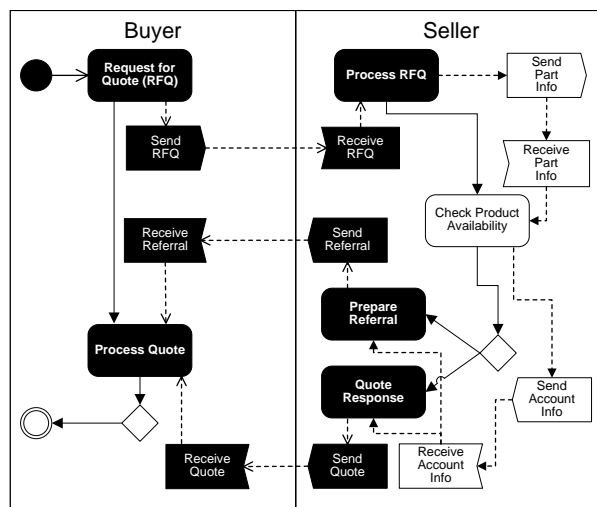 Buyer
Seller
Request for
Quote (RFQ)
Process RFQ
Send
Part
Info
Send
RFQ
Receive
RFQ
Receive
Part
Info
Receive
Referral
Send
Referral
Check Product
Availability
Prepare
Referral
Process Quote
Quote
Response
Send
Account
Info
Receive
Quote
Send
Quote
Receive
Account
Info